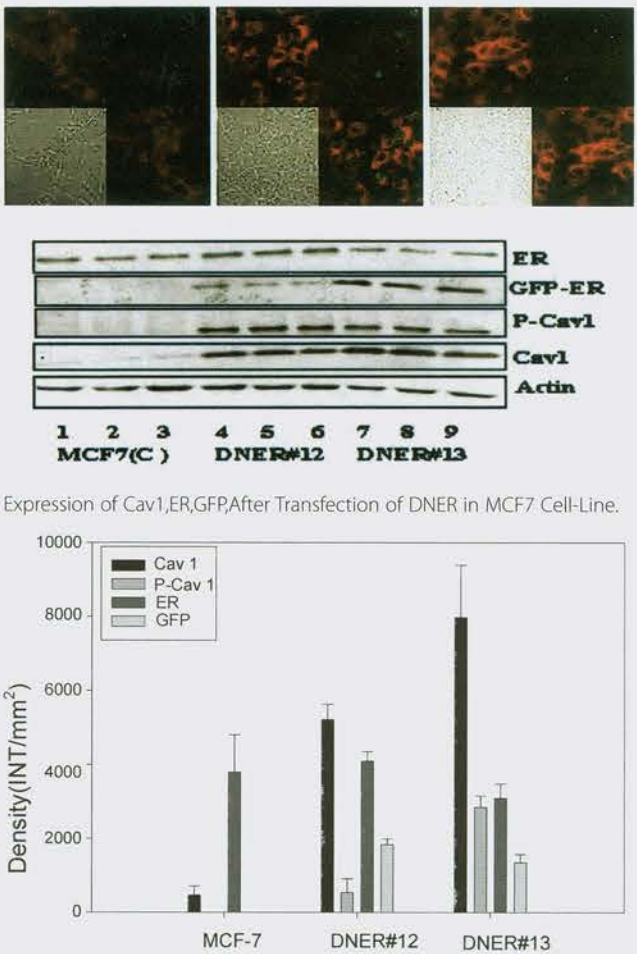 ER
GFP-ER
P-Cav1
Cav1
Actin
1 2 3 4 5 6 7 8 9
MCF7(C ) DNER#12 DNER#13
Expression of Cav1,ER,GFP,After Transfection of DNER in MCF7 Cell-Line.
10000
8000
6000
4000
2000
0
Density(INT/mm²)
Cav 1
P-Cav 1
ER
GFP
MCF-7 DNER#12 DNER#13